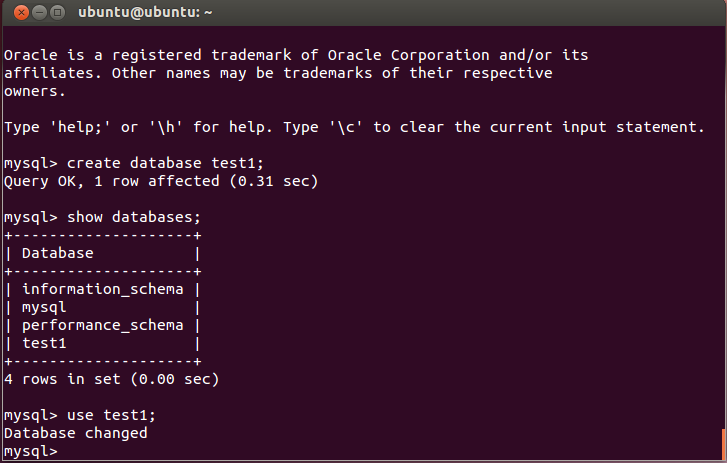 ubuntu@ubuntu: ~
Oracle is a registered trademark of Oracle Corporation and/or its
affiliates. Other names may be trademarks of their respective
owners.
Type 'help;' or '\h' for help. Type '\c' to clear the current input statement.
mysql> create database test1;
Query OK, 1 row affected (0.31 sec)
mysql> show databases;
+--------------------+
| Database           |
+--------------------+
| information_schema |
| mysql              |
| performance_schema |
| test1              |
+--------------------+
4 rows in set (0.00 sec)
mysql> use test1;
Database changed
mysql>